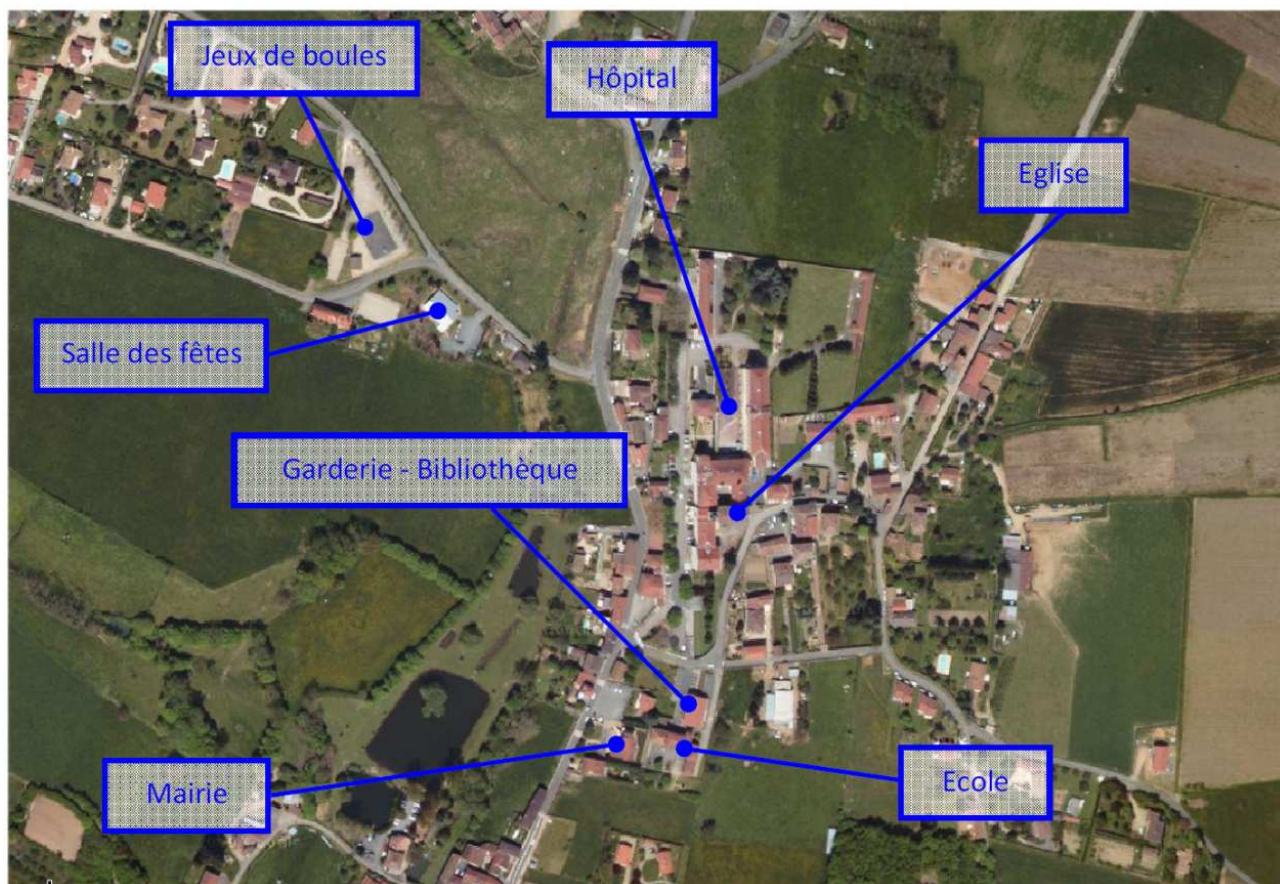 Jeux de boules
Hôpital
Eglise
Salle des fêtes
Garderie - Bibliothèque
Mairie
Ecole